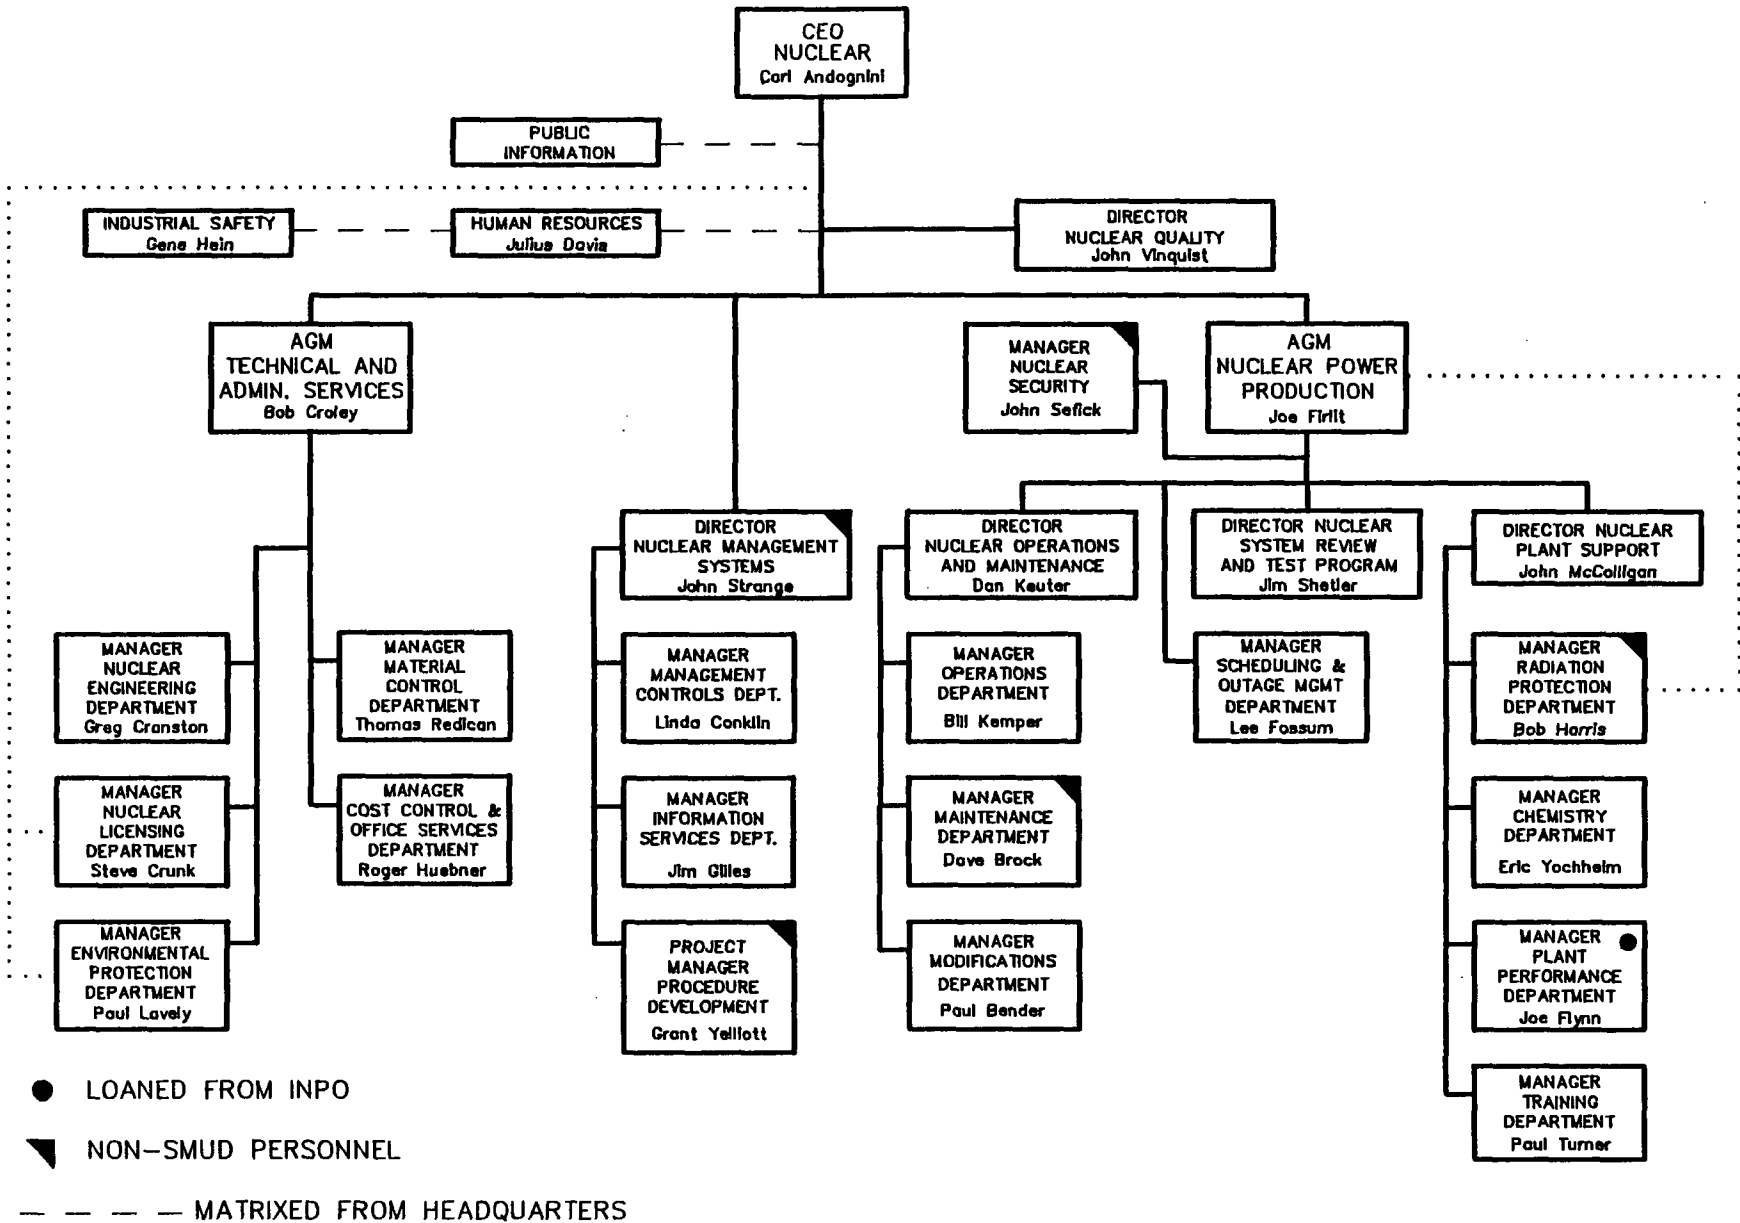 CEO
NUCLEAR
Carl Andognini
PUBLIC
INFORMATION
INDUSTRIAL SAFETY
Gene Hein
HUMAN RESOURCES
Julius Davis
DIRECTOR
NUCLEAR QUALITY
John Vinquist
AGM
TECHNICAL AND
ADMIN. SERVICES
Bob Croley
MANAGER
NUCLEAR
SECURITY
John Sefick
AGM
NUCLEAR POWER
PRODUCTION
Joe Firlit
DIRECTOR
NUCLEAR MANAGEMENT
SYSTEMS
John Strange
DIRECTOR
NUCLEAR OPERATIONS
AND MAINTENANCE
Dan Keuter
DIRECTOR NUCLEAR
SYSTEM REVIEW
AND TEST PROGRAM
Jim Shetler
DIRECTOR NUCLEAR
PLANT SUPPORT
John McColligan
MANAGER
NUCLEAR
ENGINEERING
DEPARTMENT
Greg Cranston
MANAGER
MATERIAL
CONTROL
DEPARTMENT
Thomas Redican
MANAGER
MANAGEMENT
CONTROLS DEPT.
Linda Conklin
MANAGER
OPERATIONS
DEPARTMENT
Bill Kemper
MANAGER
SCHEDULING &
OUTAGE MGMT
DEPARTMENT
Lee Fossum
MANAGER
RADIATION
PROTECTION
DEPARTMENT
Bob Harris
MANAGER
NUCLEAR
LICENSING
DEPARTMENT
Steve Crunk
MANAGER
COST CONTROL &
OFFICE SERVICES
DEPARTMENT
Roger Huebner
MANAGER
INFORMATION
SERVICES DEPT.
Jim Gilles
MANAGER
MAINTENANCE
DEPARTMENT
Dave Brock
MANAGER
CHEMISTRY
DEPARTMENT
Eric Yochheim
MANAGER
ENVIRONMENTAL
PROTECTION
DEPARTMENT
Paul Lavely
PROJECT
MANAGER
PROCEDURE
DEVELOPMENT
Grant Yelliott
MANAGER
MODIFICATIONS
DEPARTMENT
Paul Bender
MANAGER
PLANT
PERFORMANCE
DEPARTMENT
Joe Flynn
MANAGER
TRAINING
DEPARTMENT
Paul Turner
LOANED FROM INPO
NON-SMUD PERSONNEL
MATRIXED FROM HEADQUARTERS